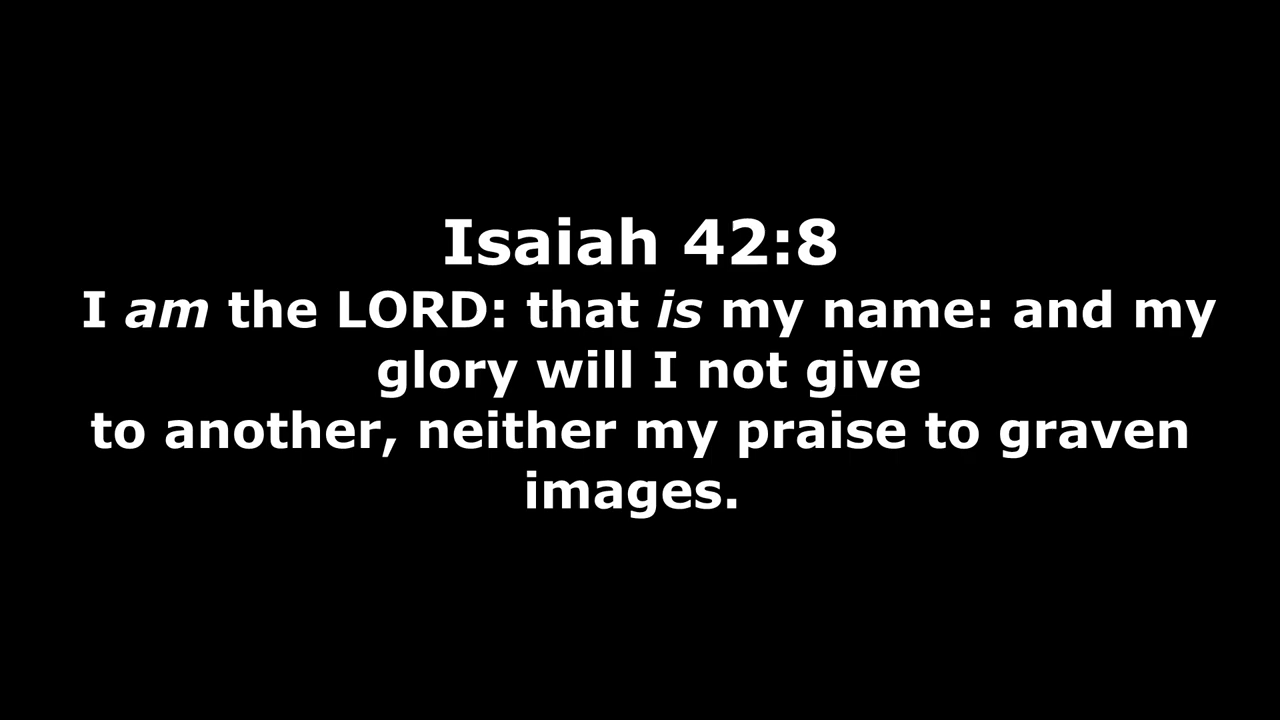 Isaiah 42:8
I am the LORD: that is my name: and my
glory will I not give
to another, neither my praise to graven
images.